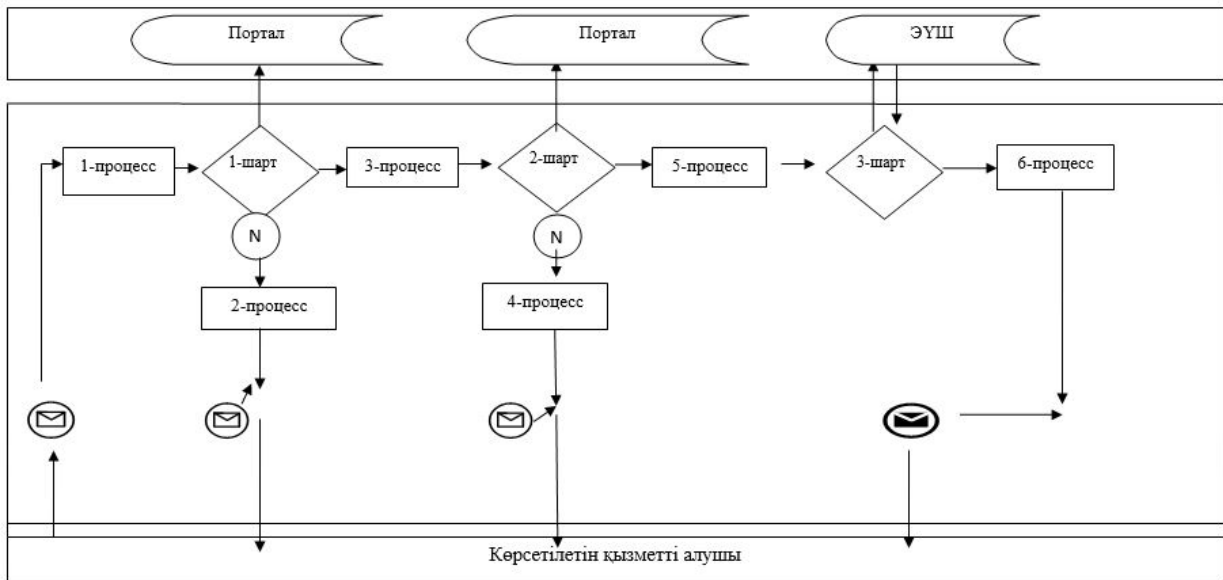 Портал
Портал
ЭҮШ
1-процесс
1-шарт
3-процесс
2-шарт
5-процесс
3-шарт
6-процесс
N
N
2-процесс
4-процесс
Көрсетілетін қызметті алушы